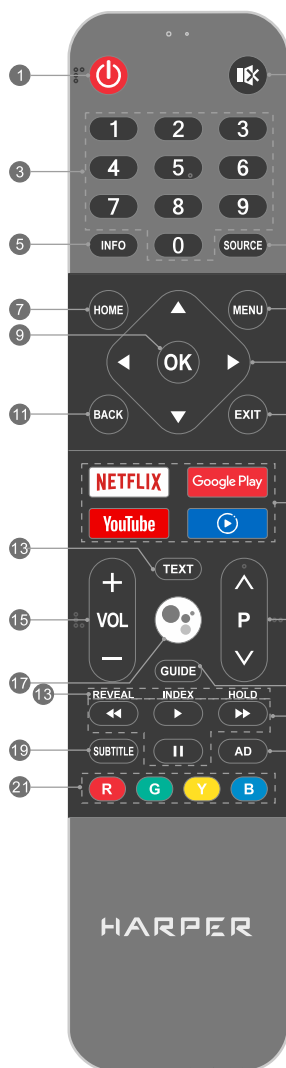 1
1 2 3
3
4 5 6
7 8 9
5
INFO 0 SOURCE
7
HOME MENU
9
OK
11
BACK EXIT
NETFLIX Google Play
YouTube
13
TEXT
15
VOL P
17
GUIDE
13
REVEAL INDEX HOLD
19
SUBTITLE AD
21
R G Y B
HARPER